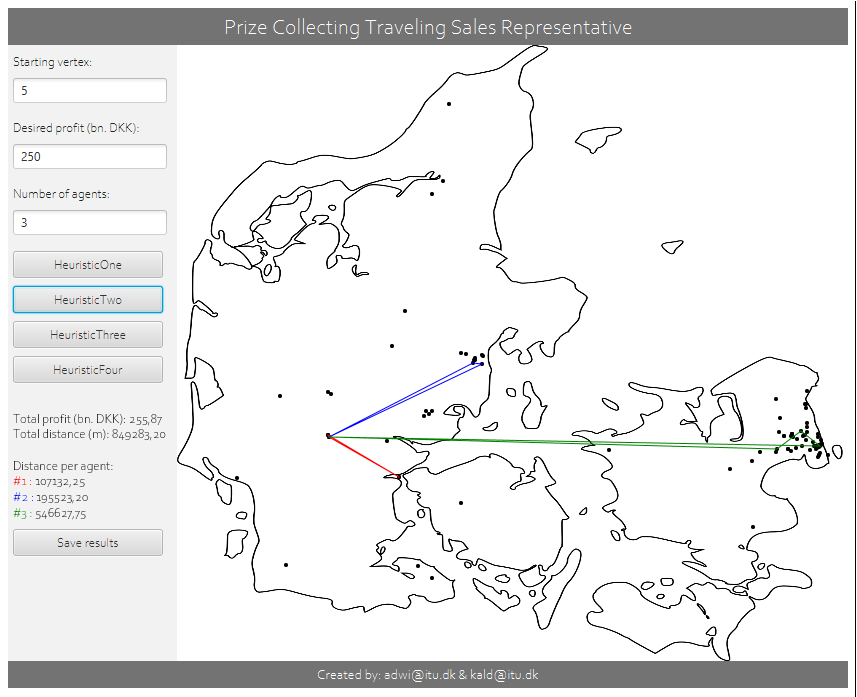 Prize Collecting Traveling Sales Representative
Starting vertex:
5
Desired profit (bn. DKK):
250
Number of agents:
3
HeuristicOne
HeuristicTwo
HeuristicThree
HeuristicFour
Total profit (bn. DKK): 255,87
Total distance (m): 849283,20
Distance per agent:
#1 : 107132,25
#2 : 195523,20
#3 : 546627,75
Save results
Created by: adwi@itu.dk & kald@itu.dk